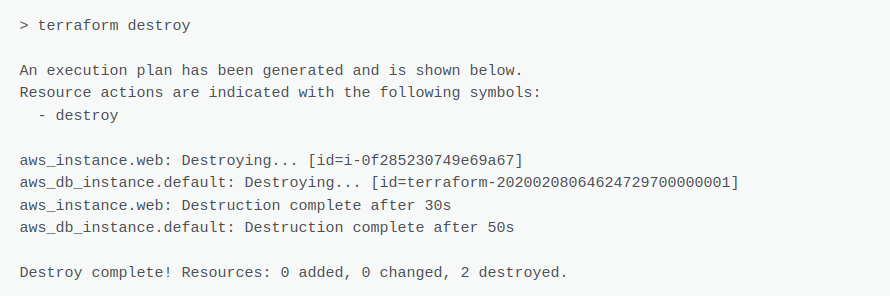 > terraform destroy
An execution plan has been generated and is shown below.
Resource actions are indicated with the following symbols:
- destroy
aws_instance.web: Destroying... [id=i-0f285230749e69a67]
aws_db_instance.default: Destroying... [id=terraform-20200208064624729700000001]
aws_instance.web: Destruction complete after 30s
aws_db_instance.default: Destruction complete after 50s
Destroy complete! Resources: 0 added, 0 changed, 2 destroyed.